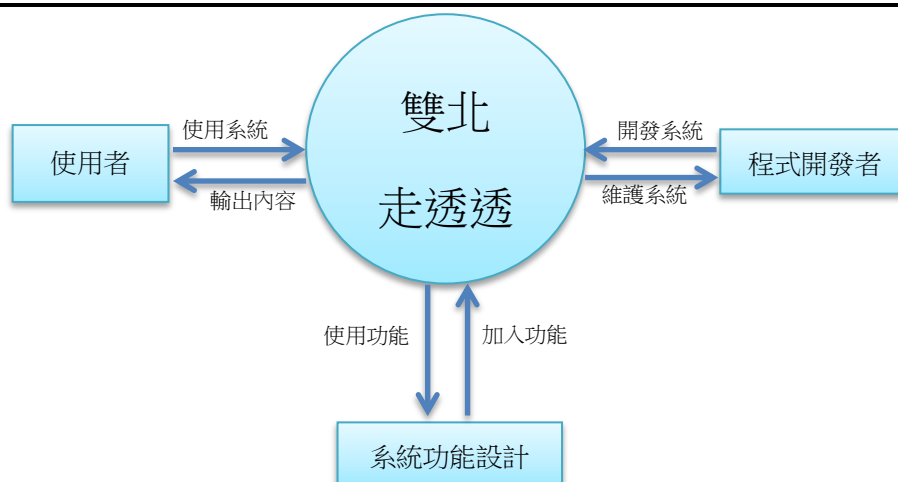 雙北
走透透
使用系統
使用者
輸出內容
開發系統
程式開發者
維護系統
使用功能
加入功能
系統功能設計